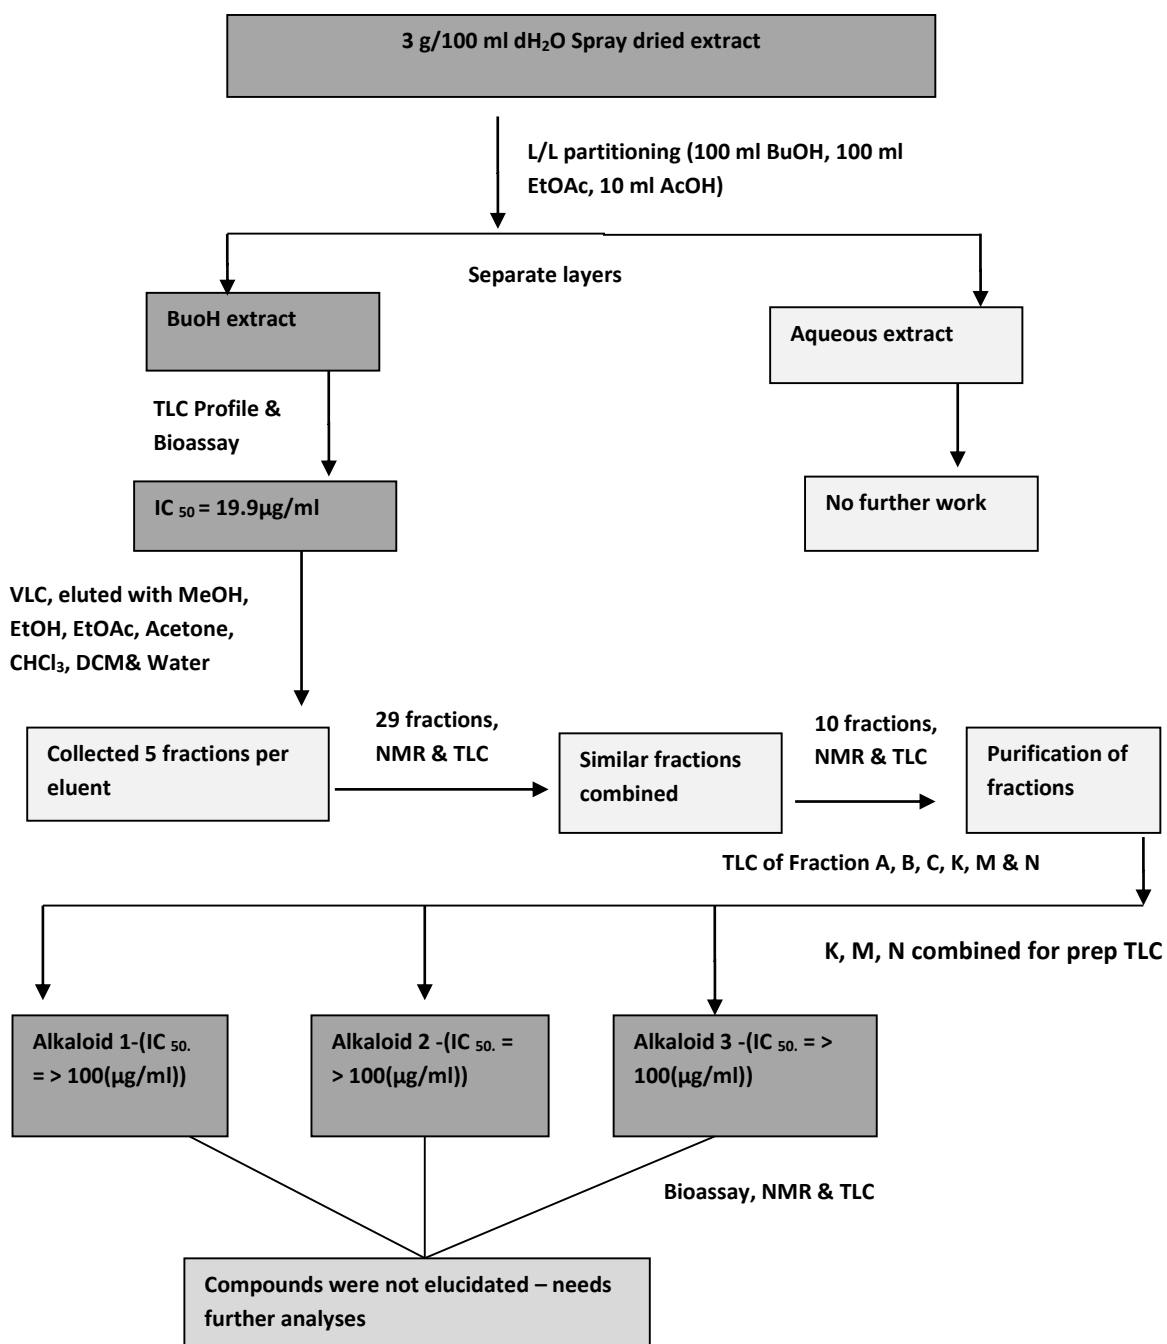 3 g/100 ml dH₂O Spray dried extract
L/L partitioning (100 ml BuOH, 100 ml
EtOAc, 10 ml AcOH)
Separate layers
BuoH extract
Aqueous extract
TLC Profile &
Bioassay
IC ₅₀ = 19.9µg/ml
No further work
VLC, eluted with MeOH,
EtOH, EtOAc, Acetone,
CHCl₃, DCM& Water
Collected 5 fractions per
eluent
29 fractions,
NMR & TLC
Similar fractions
combined
10 fractions,
NMR & TLC
Purification of
fractions
TLC of Fraction A, B, C, K, M & N
K, M, N combined for prep TLC
Alkaloid 1-(IC ₅₀.
= > 100(µg/ml))
Alkaloid 2 -(IC ₅₀. =
> 100(µg/ml))
Alkaloid 3 -(IC ₅₀. = >
100(µg/ml))
Bioassay, NMR & TLC
Compounds were not elucidated – needs
further analyses